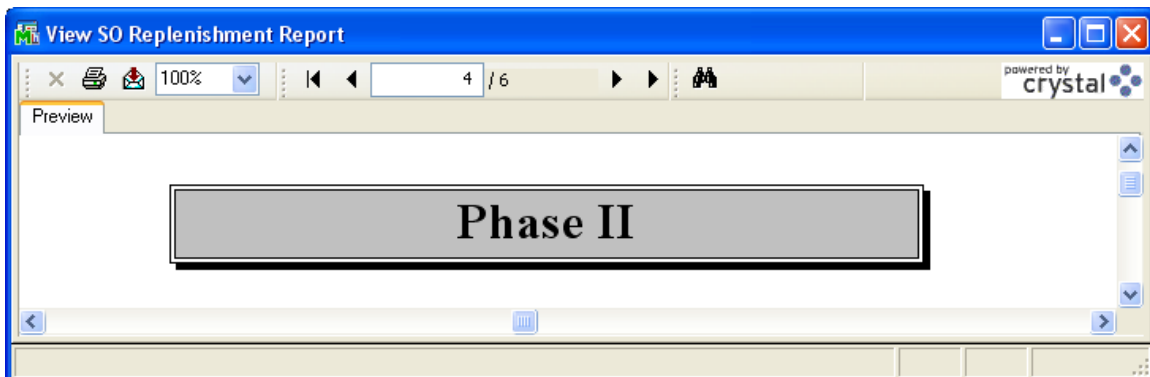 View SO Replenishment Report
100% 4 / 6 powered by crystal
Preview
Phase II